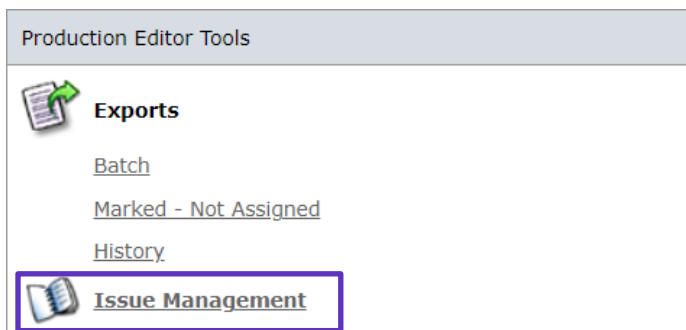 Production Editor Tools
Exports
Batch
Marked - Not Assigned
History
Issue Management